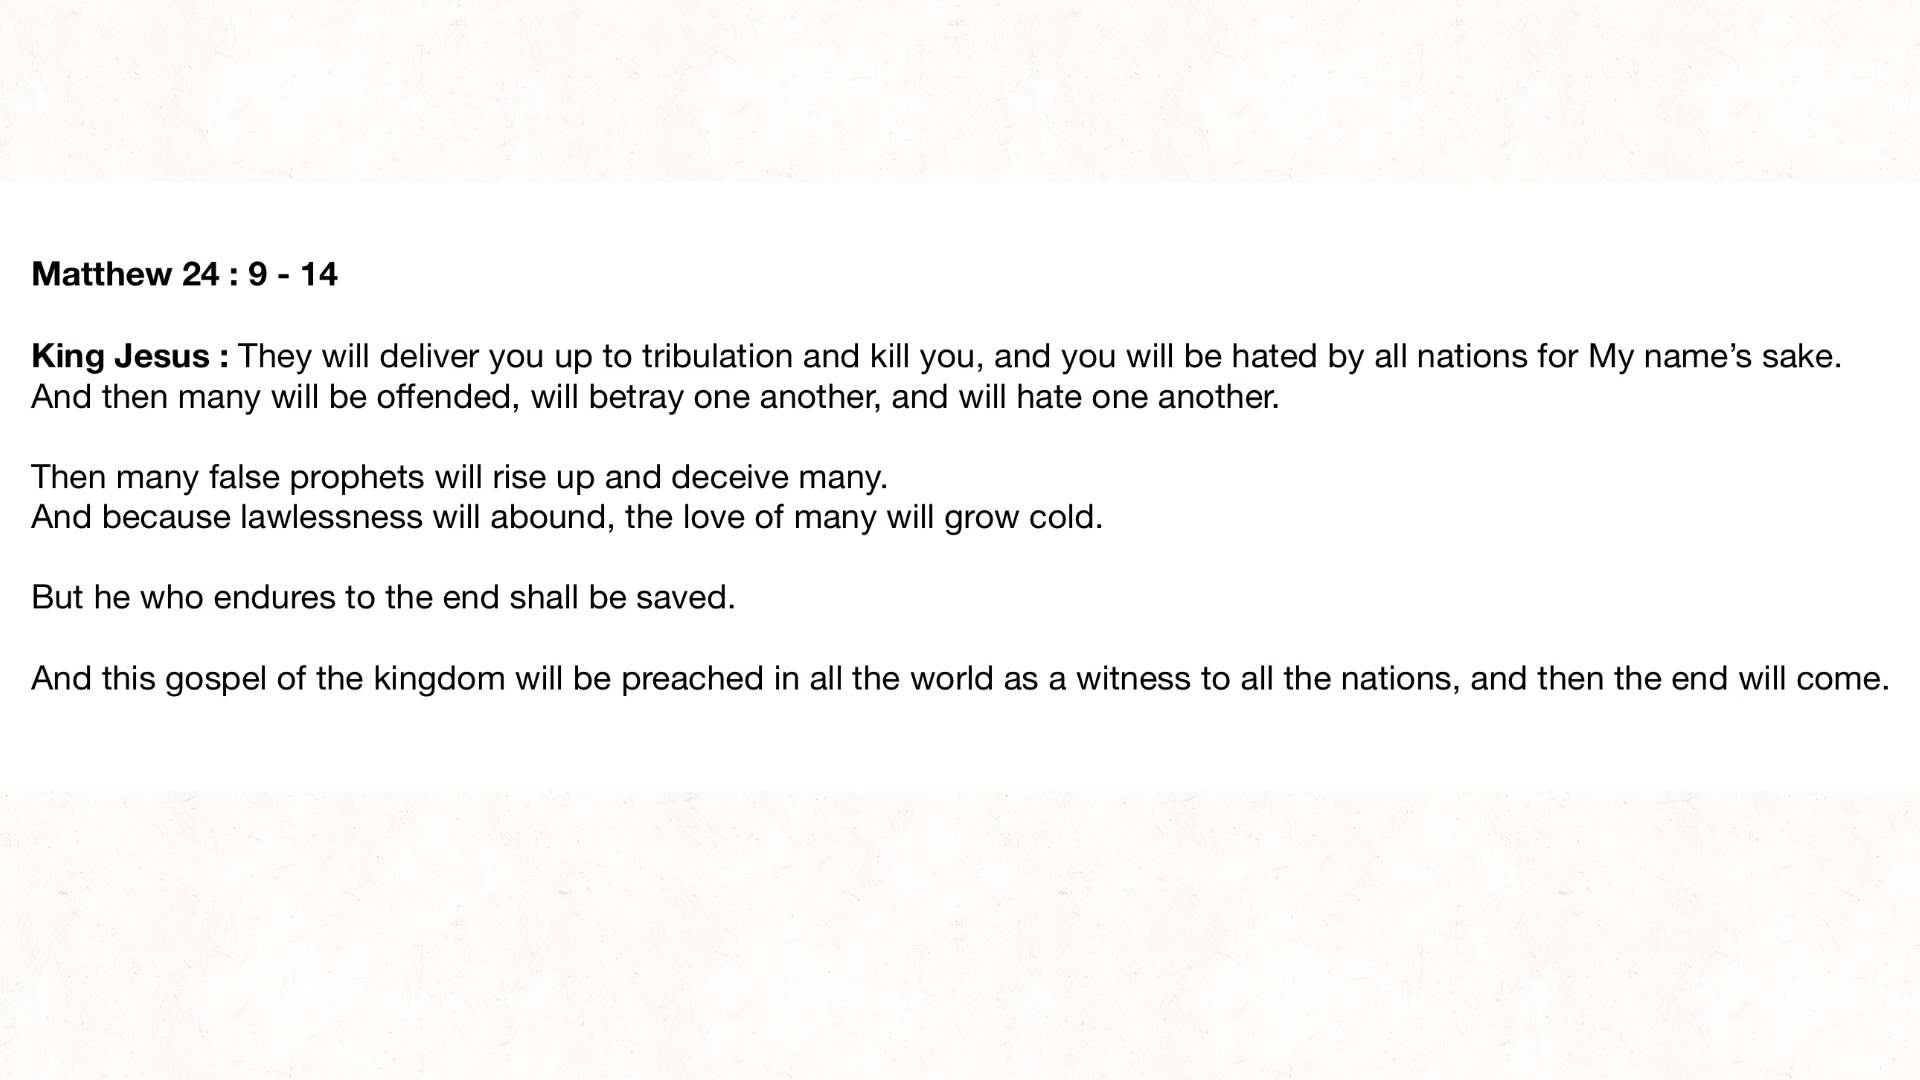 Matthew 24 : 9 - 14
King Jesus : They will deliver you up to tribulation and kill you, and you will be hated by all nations for My name’s sake.
And then many will be offended, will betray one another, and will hate one another.
Then many false prophets will rise up and deceive many.
And because lawlessness will abound, the love of many will grow cold.
But he who endures to the end shall be saved.
And this gospel of the kingdom will be preached in all the world as a witness to all the nations, and then the end will come.